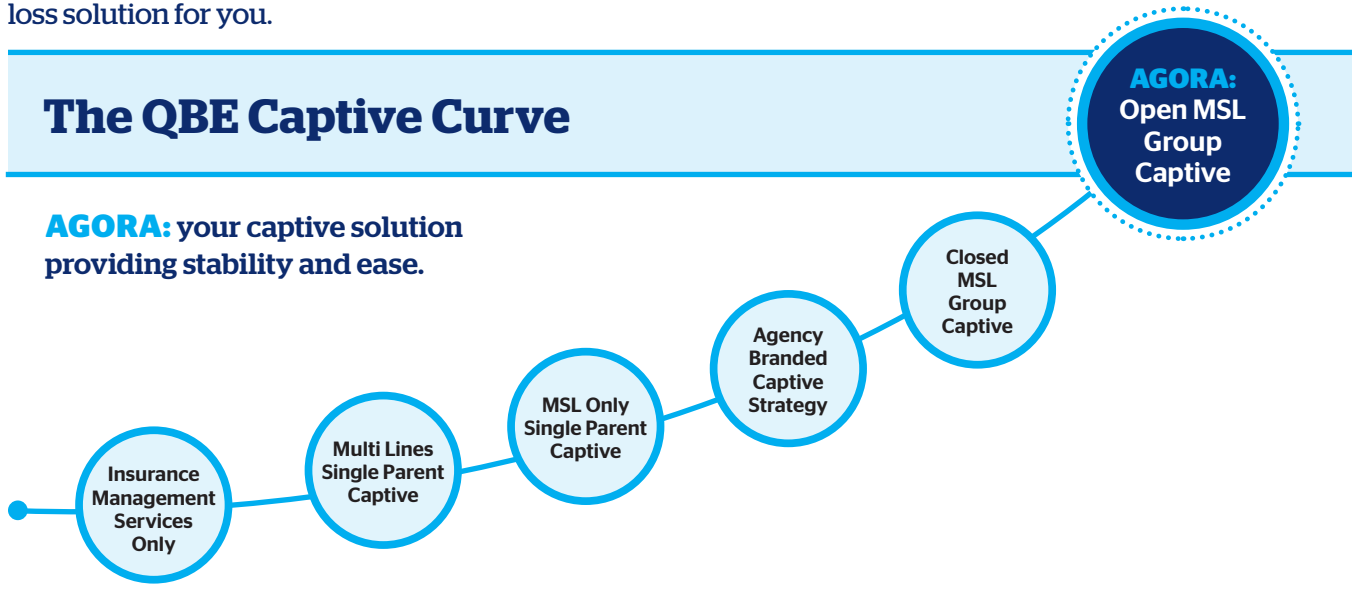 loss solution for you.
The QBE Captive Curve
AGORA:
Open MSL
Group
Captive
AGORA: your captive solution
providing stability and ease.
Closed
MSL
Group
Captive
Agency
Branded
Captive
Strategy
MSL Only
Single Parent
Captive
Multi Lines
Single Parent
Captive
Insurance
Management
Services
Only